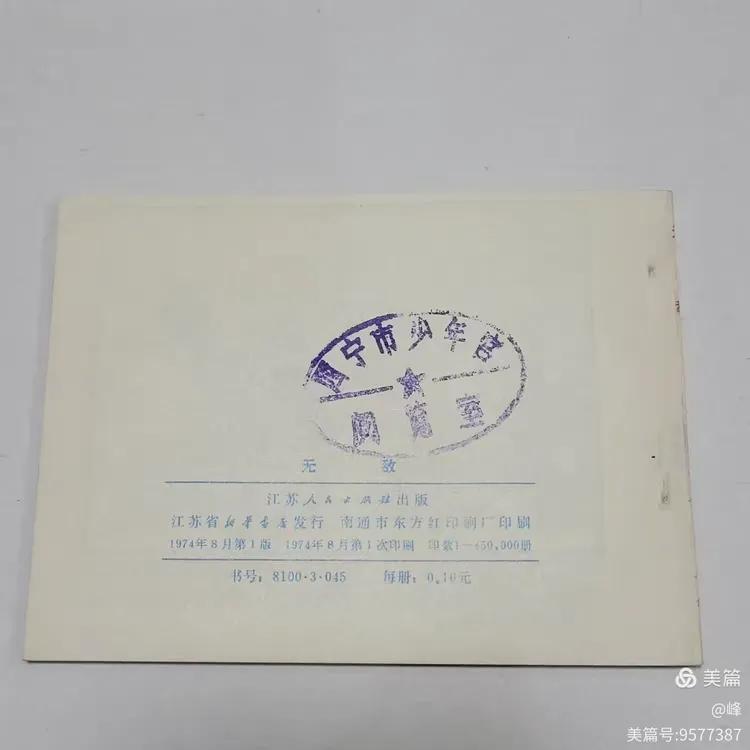 西宁市少年宫
阅览室
无 敌
江苏人民出版社出版
江苏省新华书店发行 南通市东方红印刷厂印刷
1974年8月第1版 1974年8月第1次印刷 印数1—450,000册
书号：8100·3·045 每册：0.10元
美篇
@峰
美篇号:9577387